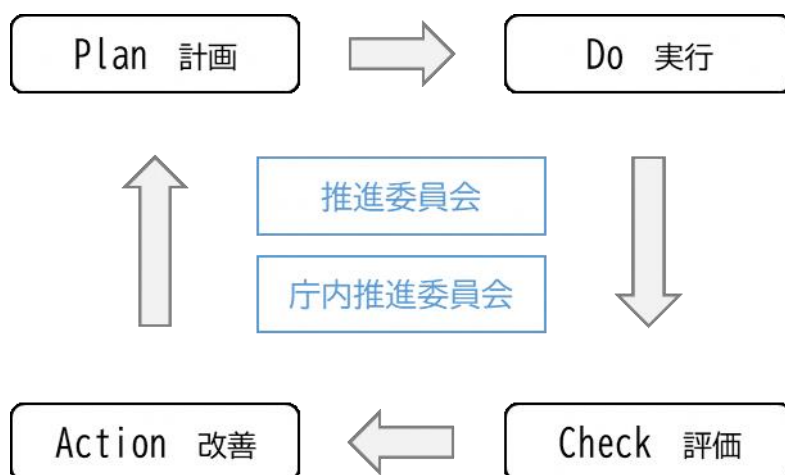 Plan 計画
Do 実行
推進委員会
庁内推進委員会
Action 改善
Check 評価